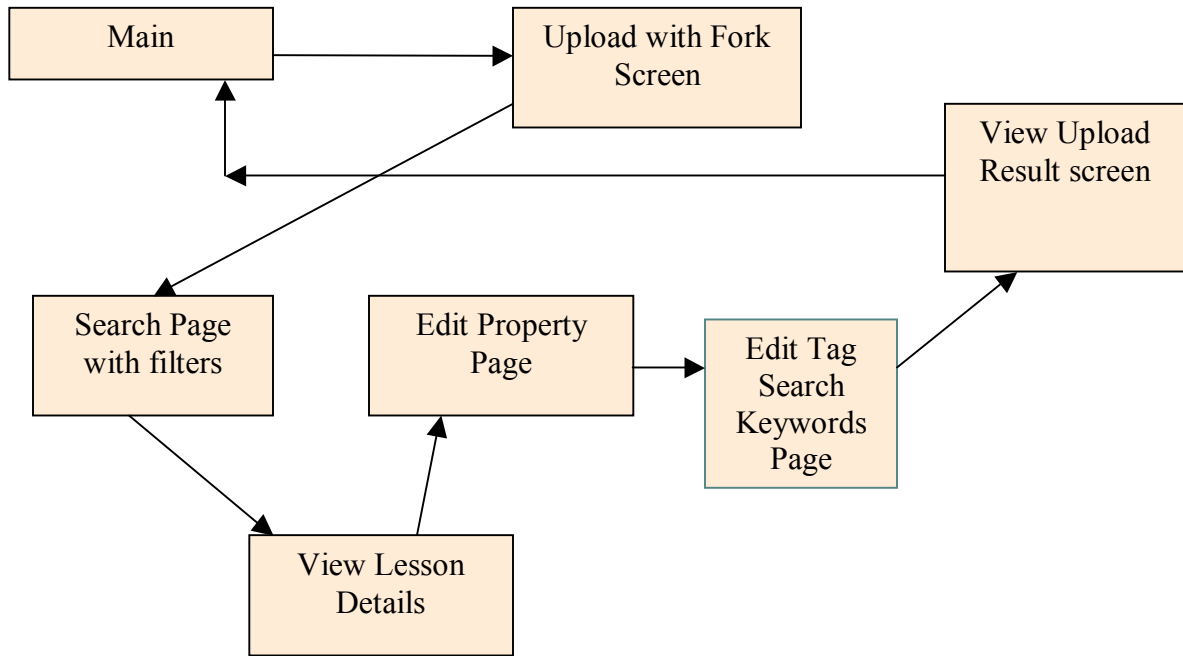 Main
Upload with Fork
Screen
View Upload
Result screen
Search Page
with filters
Edit Property
Page
Edit Tag
Search
Keywords
Page
View Lesson
Details